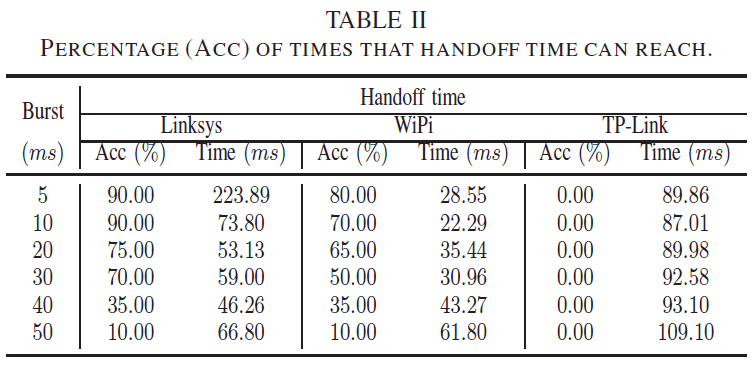 TABLE II
PERCENTAGE (ACC) OF TIMES THAT HANDOFF TIME CAN REACH.
Burst Handoff time
Linksys WiPi TP-Link
(ms) Acc (%) Time (ms) Acc (%) Time (ms) Acc (%) Time (ms)
5 90.00 223.89 80.00 28.55 0.00 89.86
10 90.00 73.80 70.00 22.29 0.00 87.01
20 75.00 53.13 65.00 35.44 0.00 89.98
30 70.00 59.00 50.00 30.96 0.00 92.58
40 35.00 46.26 35.00 43.27 0.00 93.10
50 10.00 66.80 10.00 61.80 0.00 109.10